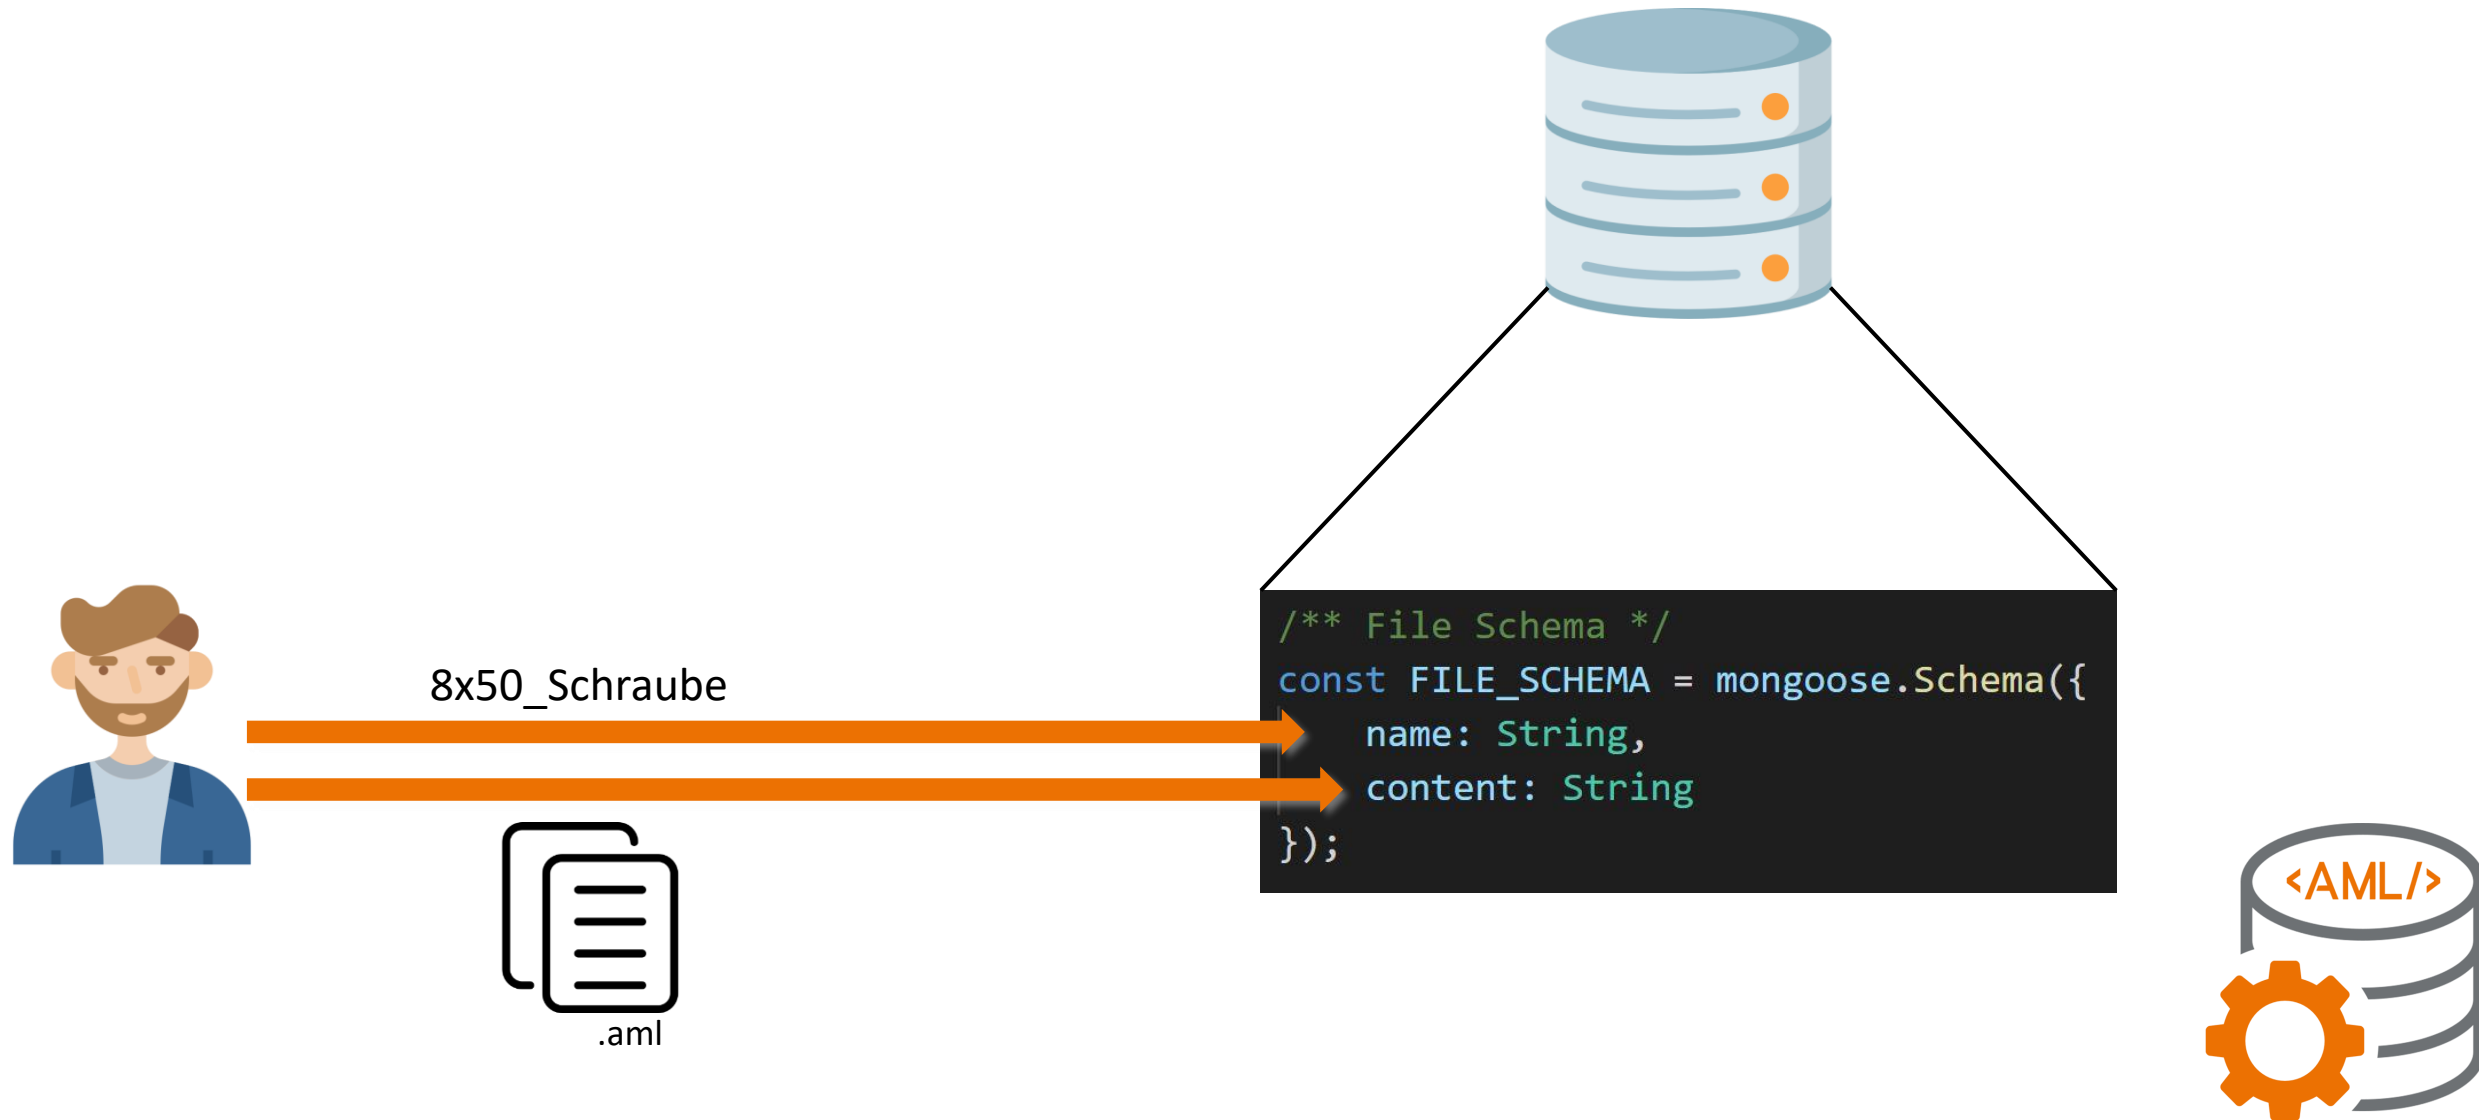 8x50_Schraube
.aml
/** File Schema */
const FILE_SCHEMA = mongoose.Schema({
    name: String,
    content: String
});
<AML/>